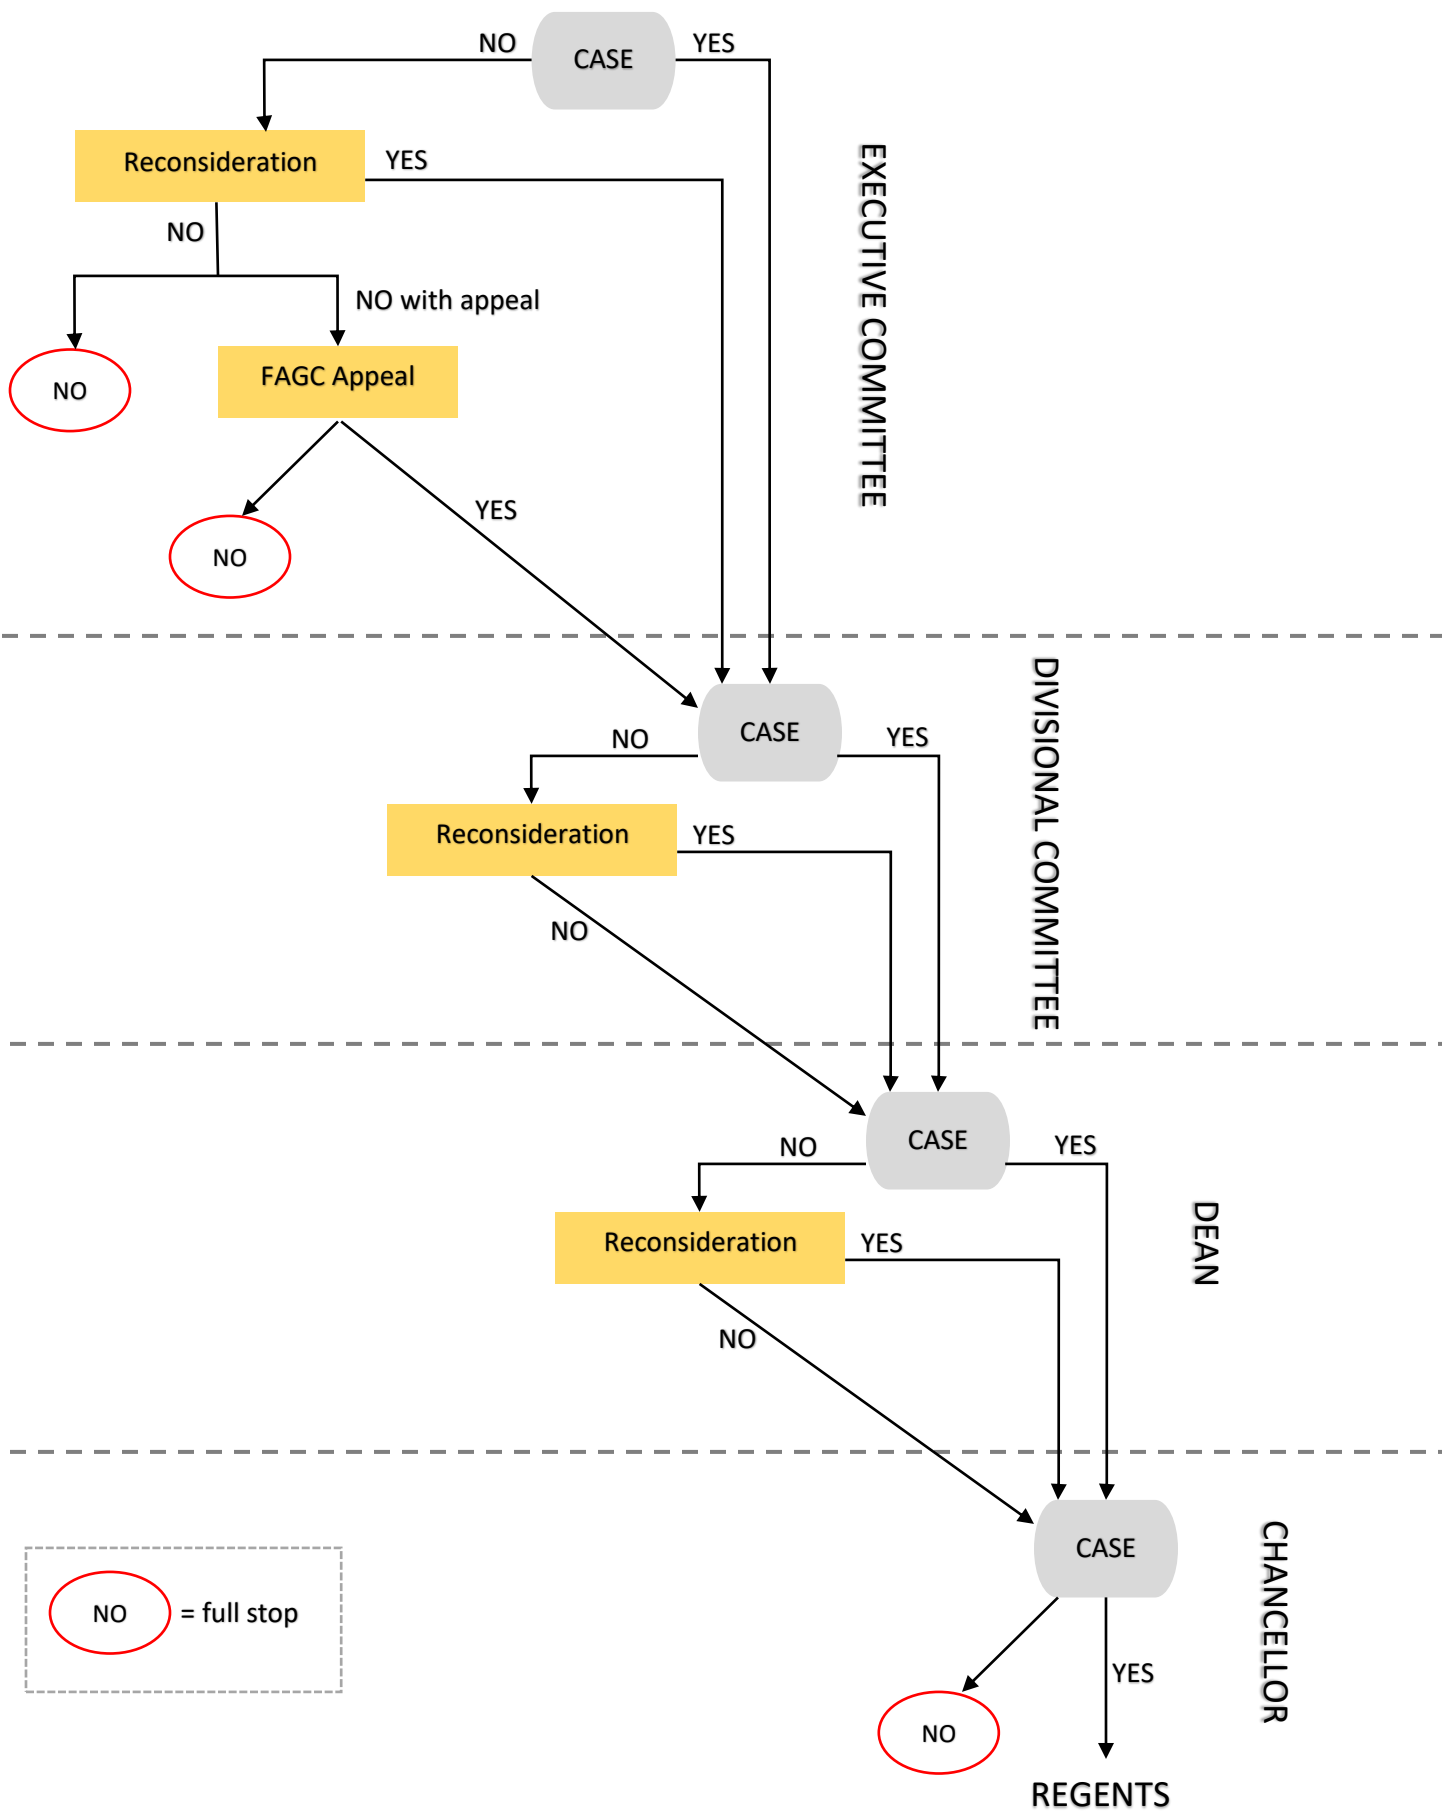 NO
CASE
YES
Reconsideration
YES
NO
NO with appeal
NO
FAGC Appeal
YES
NO
EXECUTIVE COMMITTEE
CASE
NO
YES
Reconsideration
YES
NO
DIVISIONAL COMMITTEE
CASE
NO
YES
Reconsideration
YES
NO
DEAN
CASE
NO
= full stop
YES
NO
REGENTS
CHANCELLOR